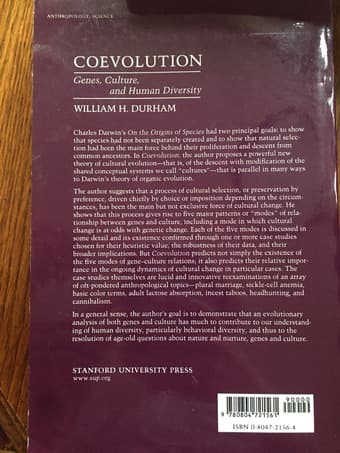 ANTHROPOLOGY, SCIENCE
COEVOLUTION
Genes, Culture,
and Human Diversity
WILLIAM H. DURHAM
Charles Darwin's On the Origins of Species had two principal goals: to show
that species had not been separately created and to show that natural selec-
tion had been the main force behind their proliferation and descent from
common ancestors. In Coevolution, the author proposes a powerful new
theory of cultural evolution—that is, of the descent with modification of the
shared conceptual systems we call "cultures"—that is parallel in many ways
to Darwin's theory of organic evolution.
The author suggests that a process of cultural selection, or preservation by
preference, driven chiefly by choice or imposition depending on the circum-
stances, has been the main but not exclusive force of cultural change. He
shows that this process gives rise to five major patterns or "modes" of rela-
tionship between genes and culture, including a mode in which cultural
change is at odds with genetic change. Each of the five modes is discussed in
some detail and its existence confirmed through one or more case studies
chosen for their heuristic value, the robustness of their data, and their
broader implications. But Coevolution predicts not simply the existence of
the five modes of gene-culture relations; it also predicts their relative impor-
tance in the ongoing dynamics of cultural change in particular cases. The
case studies themselves are lucid and innovative reexaminations of an array
of oft-pondered anthropological topics—plural marriage, sickle-cell anemia,
basic color terms, adult lactose absorption, incest taboos, headhunting, and
cannibalism.
In a general sense, the author's goal is to demonstrate that an evolutionary
analysis of both genes and culture has much to contribute to our understand-
ing of human diversity, particularly behavioral diversity, and thus to the
resolution of age-old questions about nature and nurture, genes and culture.
STANFORD UNIVERSITY PRESS
www.sup.org
90000
9 780804 721561
ISBN 0-8047-2156-4